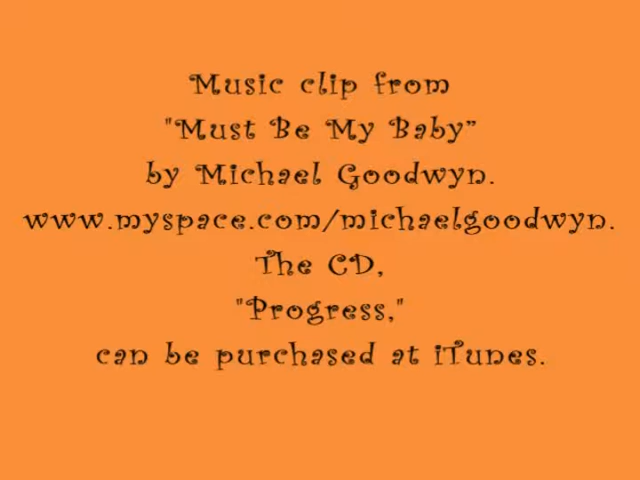 Music clip from
"Must Be My Baby"
by Michael Goodwyn.
www.myspace.com/michaelgoodwyn.
The CD,
"Progress,"
can be purchased at iTunes.